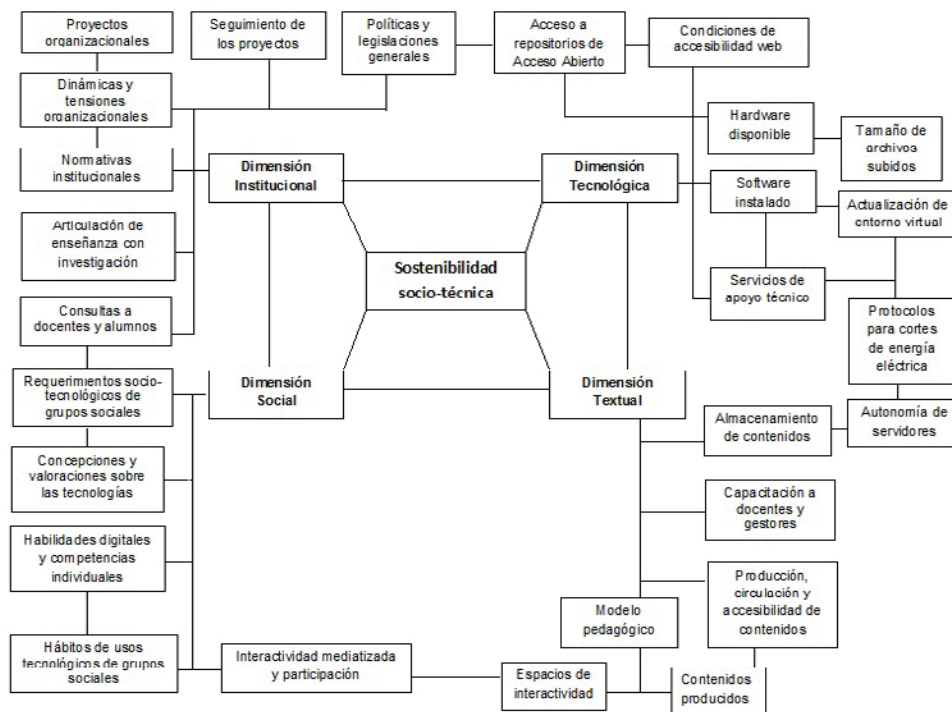 Proyectos
organizacionales
Seguimiento de
los proyectos
Políticas y
legislaciones
generales
Acceso a
repositorios de
Acceso Abierto
Condiciones de
accesibilidad web
Dinámicas y
tensiones
organizacionales
Hardware
disponible
Tamaño de
archivos
subidos
Normativas
institucionales
Dimensión
Institucional
Dimensión
Tecnológica
Software
instalado
Actualización de
entorno virtual
Articulación de
enseñanza con
investigación
Sostenibilidad
socio-técnica
Servicios de
apoyo técnico
Consultas a
docentes y alumnos
Protocolos
para cortes
de energía
eléctrica
Requerimientos socio-
tecnológicos de
grupos sociales
Dimensión
Social
Dimensión
Textual
Almacenamiento
de contenidos
Autonomía de
servidores
Concepciones y
valoraciones sobre
las tecnologías
Capacitación a
docentes y
gestores
Habilidades digitales
y competencias
individuales
Modelo
pedagógico
Producción,
circulación y
accesibilidad de
contenidos
Hábitos de usos
tecnológicos de grupos
sociales
Interactividad mediatizada
y participación
Espacios de
interactividad
Contenidos
producidos